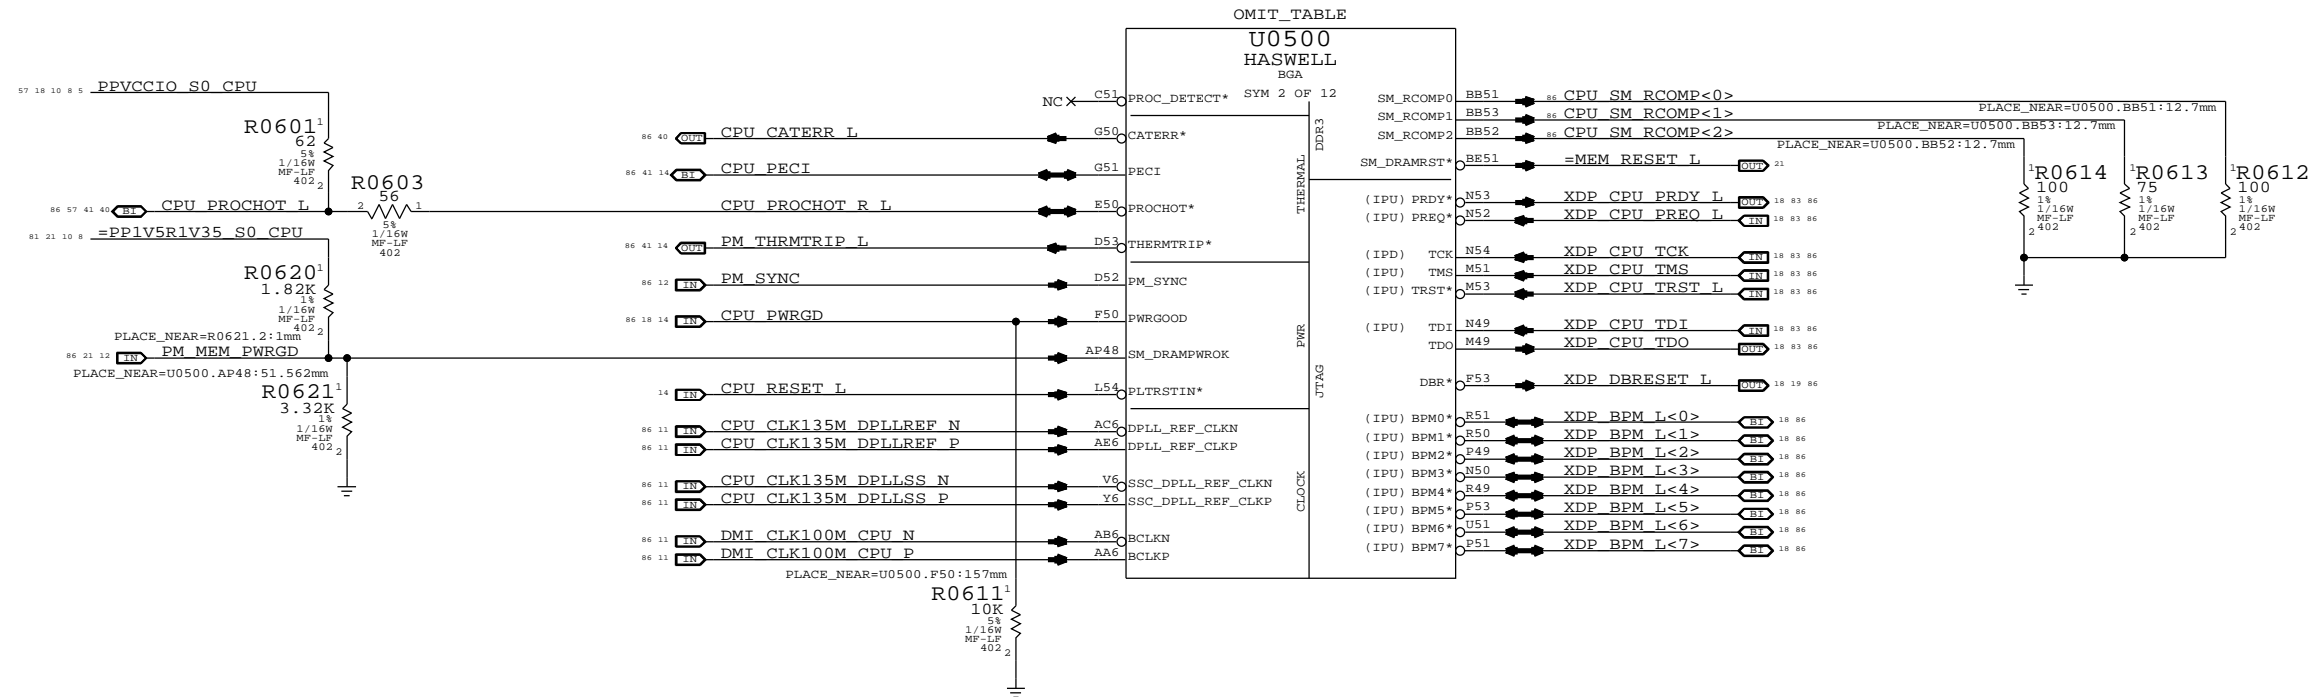 OMIT_TABLE
U0500
HASWELL
BGA
SYM 2 OF 12
57 18 10 8 5 PPVCCIO_S0_CPU
R0601 1
62
5%
1/16W
MF-LF
402 2
R0603
2 56 1
5%
1/16W
MF-LF
402
86 57 41 40 BI CPU_PROCHOT_L
81 21 10 8 =PP1V5R1V35_S0_CPU
R0620 1
1.82K
1%
1/16W
MF-LF
402 2
PLACE_NEAR=R0621.2:1mm
86 21 12 IN PM_MEM_PWRGD
PLACE_NEAR=U0500.AP48:51.562mm
R0621 1
3.32K
1%
1/16W
MF-LF
402 2
NC C51 PROC_DETECT*
86 40 OUT CPU_CATERR_L G50 CATERR*
86 41 14 BI CPU_PECI G51 PECI
CPU_PROCHOT_R_L E50 PROCHOT*
86 41 14 OUT PM_THRMTRIP_L D53 THERMTRIP*
86 12 IN PM_SYNC D52 PM_SYNC
86 18 14 IN CPU_PWRGD F50 PWRGOOD
AP48 SM_DRAMPWROK
14 IN CPU_RESET_L L54 PLTRSTIN*
86 11 IN CPU_CLK135M_DPLLREF_N AC6 DPLL_REF_CLKN
86 11 IN CPU_CLK135M_DPLLREF_P AE6 DPLL_REF_CLKP
86 11 IN CPU_CLK135M_DPLLSS_N V6 SSC_DPLL_REF_CLKN
86 11 IN CPU_CLK135M_DPLLSS_P Y6 SSC_DPLL_REF_CLKP
86 11 IN DMI_CLK100M_CPU_N AB6 BCLKN
86 11 IN DMI_CLK100M_CPU_P AA6 BCLKP
PLACE_NEAR=U0500.F50:157mm
R0611 1
10K
5%
1/16W
MF-LF
402 2
THERMAL
PWR
CLOCK
DDR3
JTAG
SM_RCOMP0 BB51 86 CPU_SM_RCOMP<0>
PLACE_NEAR=U0500.BB51:12.7mm
SM_RCOMP1 BB53 86 CPU_SM_RCOMP<1>
PLACE_NEAR=U0500.BB53:12.7mm
SM_RCOMP2 BB52 86 CPU_SM_RCOMP<2>
PLACE_NEAR=U0500.BB52:12.7mm
SM_DRAMRST* BE51 =MEM_RESET_L OUT 21
(IPU) PRDY* N53 XDP_CPU_PRDY_L OUT 18 83 86
(IPU) PREQ* N52 XDP_CPU_PREQ_L IN 18 83 86
(IPD) TCK N54 XDP_CPU_TCK IN 18 83 86
(IPU) TMS M51 XDP_CPU_TMS IN 18 83 86
(IPU) TRST* M53 XDP_CPU_TRST_L IN 18 83 86
(IPU) TDI N49 XDP_CPU_TDI IN 18 83 86
TDO M49 XDP_CPU_TDO OUT 18 83 86
DBR* F53 XDP_DBRESET_L OUT 18 19 86
(IPU) BPM0* R51 XDP_BPM_L<0> BI 18 86
(IPU) BPM1* R50 XDP_BPM_L<1> BI 18 86
(IPU) BPM2* P49 XDP_BPM_L<2> BI 18 86
(IPU) BPM3* N50 XDP_BPM_L<3> BI 18 86
(IPU) BPM4* R49 XDP_BPM_L<4> BI 18 86
(IPU) BPM5* P53 XDP_BPM_L<5> BI 18 86
(IPU) BPM6* U51 XDP_BPM_L<6> BI 18 86
(IPU) BPM7* P51 XDP_BPM_L<7> BI 18 86
1 R0614
100
1%
1/16W
MF-LF
2 402
1 R0613
75
1%
1/16W
MF-LF
2 402
1 R0612
100
1%
1/16W
MF-LF
2 402